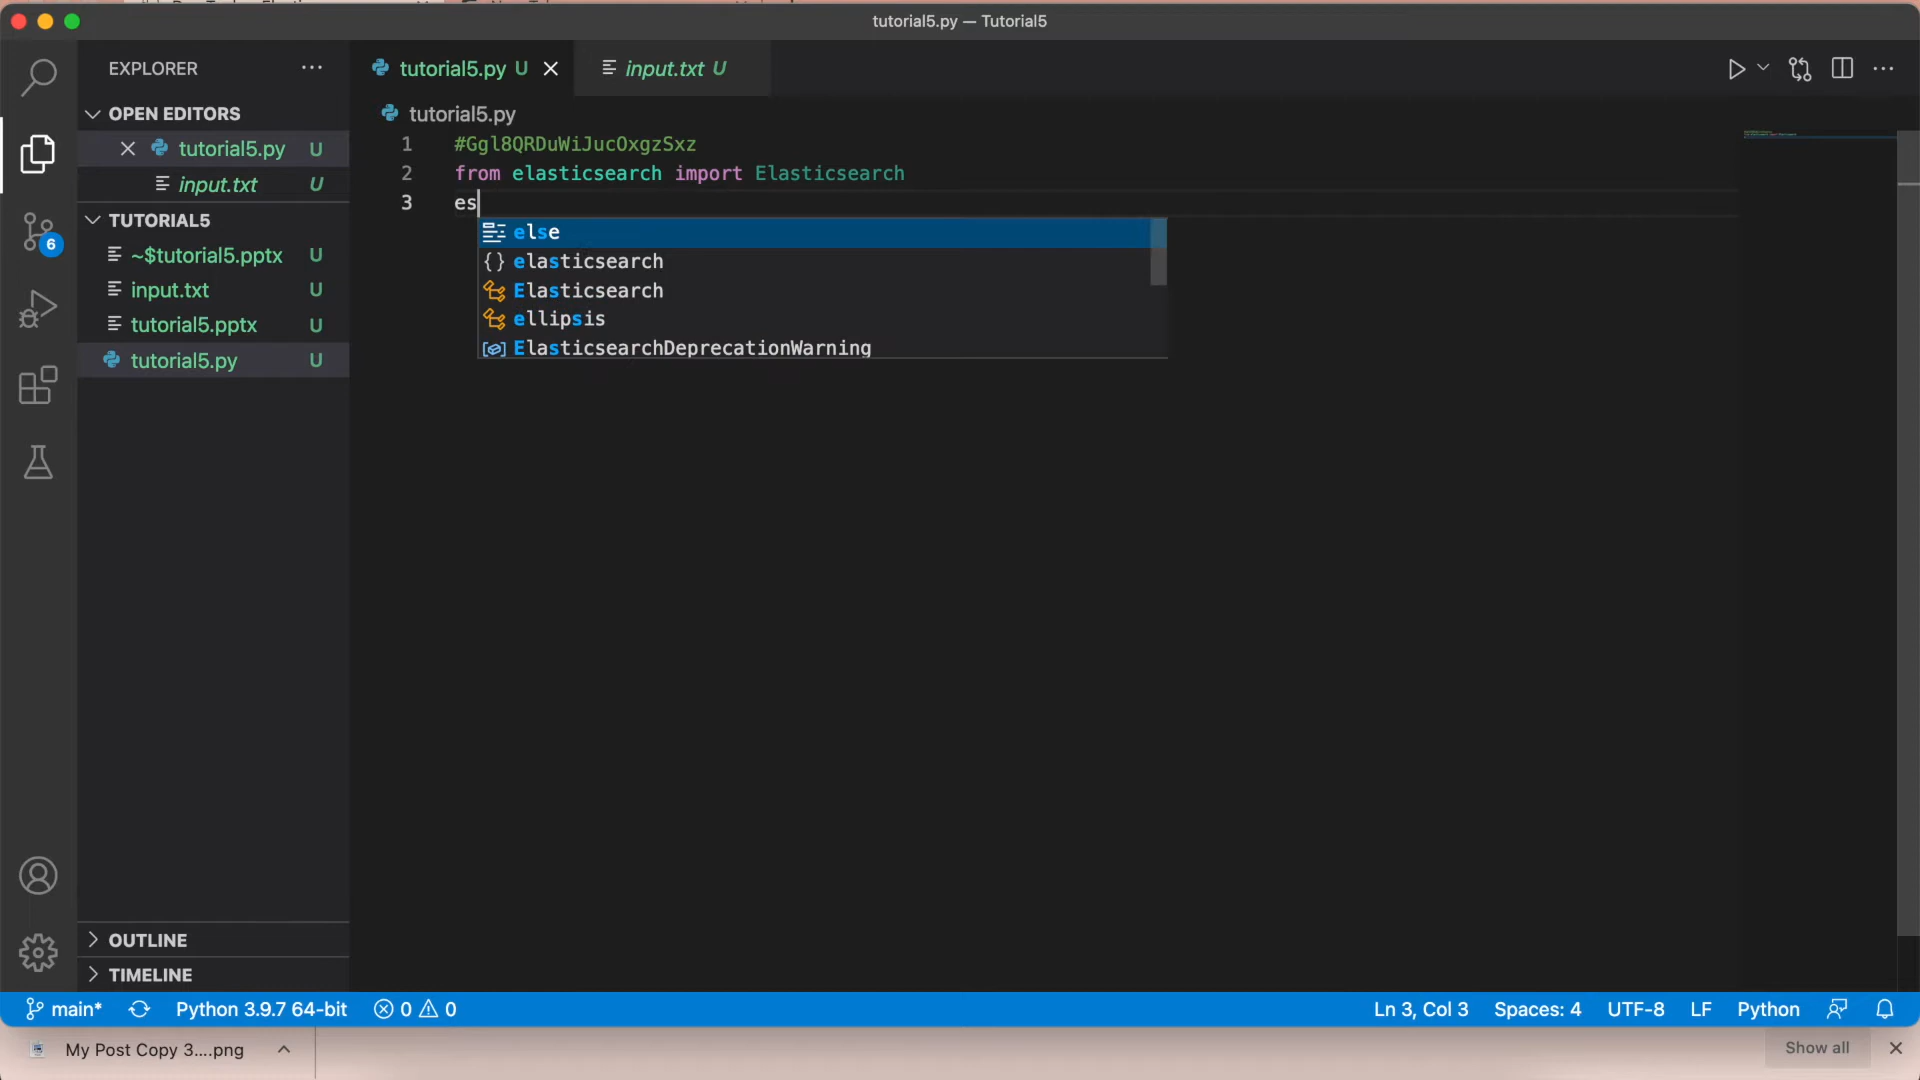 tutorial5.py — Tutorial5
EXPLORER
tutorial5.py U
input.txt U
OPEN EDITORS
tutorial5.py U
input.txt U
TUTORIAL5
~$tutorial5.pptx U
input.txt U
tutorial5.pptx U
tutorial5.py U
OUTLINE
TIMELINE
tutorial5.py
1 #Ggl8QRDuWiJucOxgzSxz
2 from elasticsearch import Elasticsearch
3 es
else
elasticsearch
Elasticsearch
ellipsis
ElasticsearchDeprecationWarning
6
main* Python 3.9.7 64-bit 0 0 Ln 3, Col 3 Spaces: 4 UTF-8 LF Python
My Post Copy 3....png Show all